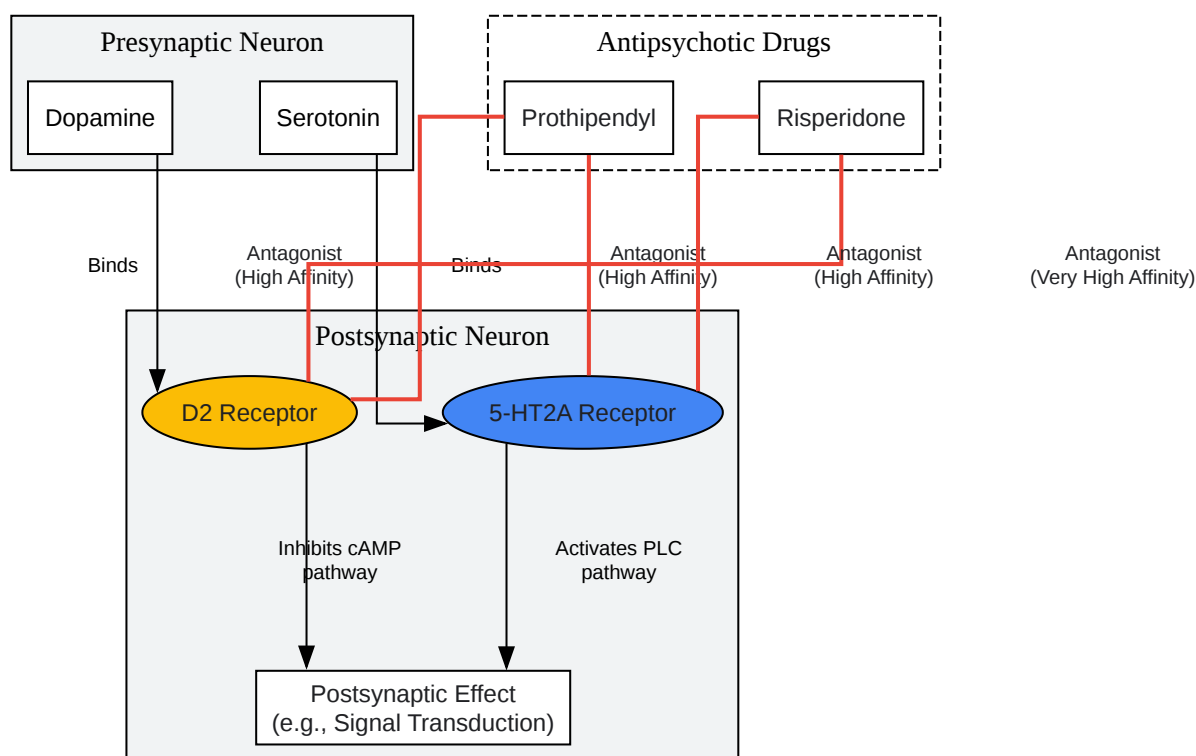 Presynaptic Neuron
Antipsychotic Drugs
Dopamine
Serotonin
Prothipendyl
Risperidone
Binds
Antagonist
(High Affinity)
Binds
Antagonist
(High Affinity)
Antagonist
(High Affinity)
Antagonist
(Very High Affinity)
Postsynaptic Neuron
D2 Receptor
5-HT2A Receptor
Inhibits cAMP
pathway
Activates PLC
pathway
Postsynaptic Effect
(e.g., Signal Transduction)